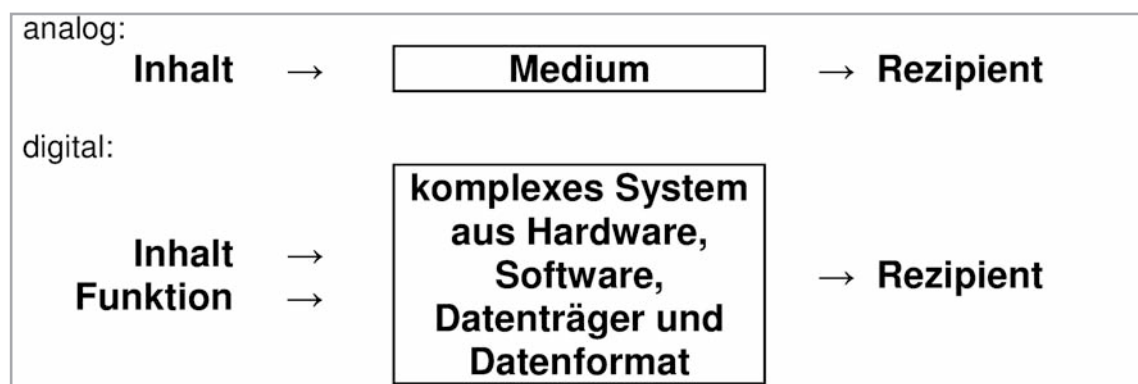 analog:
Inhalt → Medium → Rezipient
digital:
komplexes System
aus Hardware,
Inhalt → Software, → Rezipient
Funktion → Datenträger und
Datenformat